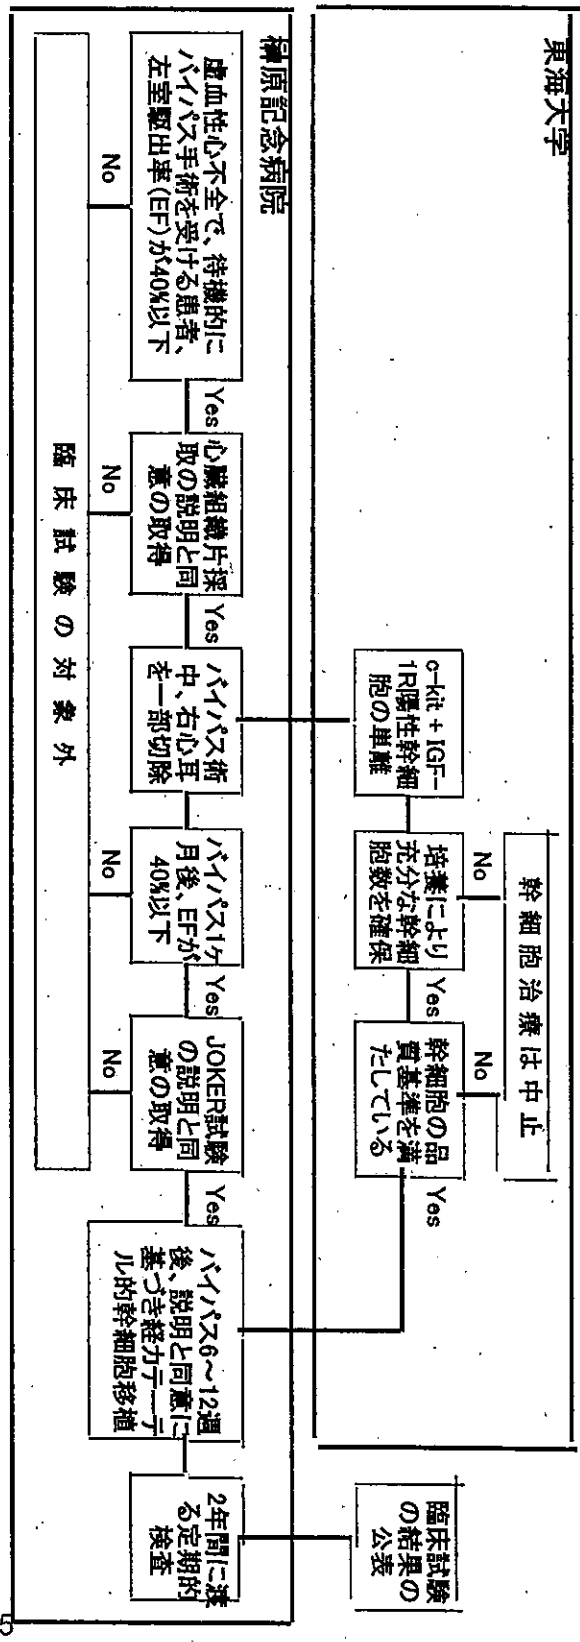 東海大学
幹細胞治療は中止
No
No
c-kit + IGF-
1R陽性幹細
胞の単離
培養により
充分な幹細
胞数を確保
Yes
幹細胞の品
質基準を満
たしている
Yes
臨床試験
の結果の
公表
榊原記念病院
虚血性心不全で、待機的に
バイパス手術を受ける患者、
左室駆出率(EF)が40%以下
Yes
心臓組織片採
取の説明と同
意の取得
Yes
バイパス術
中、右心耳
を一部切除
バイパス1ヶ
月後、EFが
40%以下
Yes
JOKER試験
の説明と同
意の取得
Yes
バイパス6～12週
後、説明と同意に
基づき経カテーテ
ル的幹細胞移植
2年間に渡
る定期的
検査
No
No
No
No
臨床試験の対象外
5